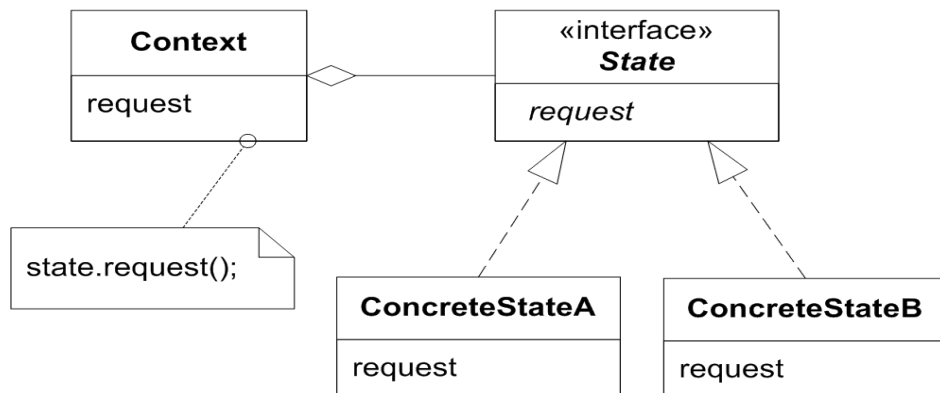 Context
request
«interface»
State
request
state.request();
ConcreteStateA
request
ConcreteStateB
request